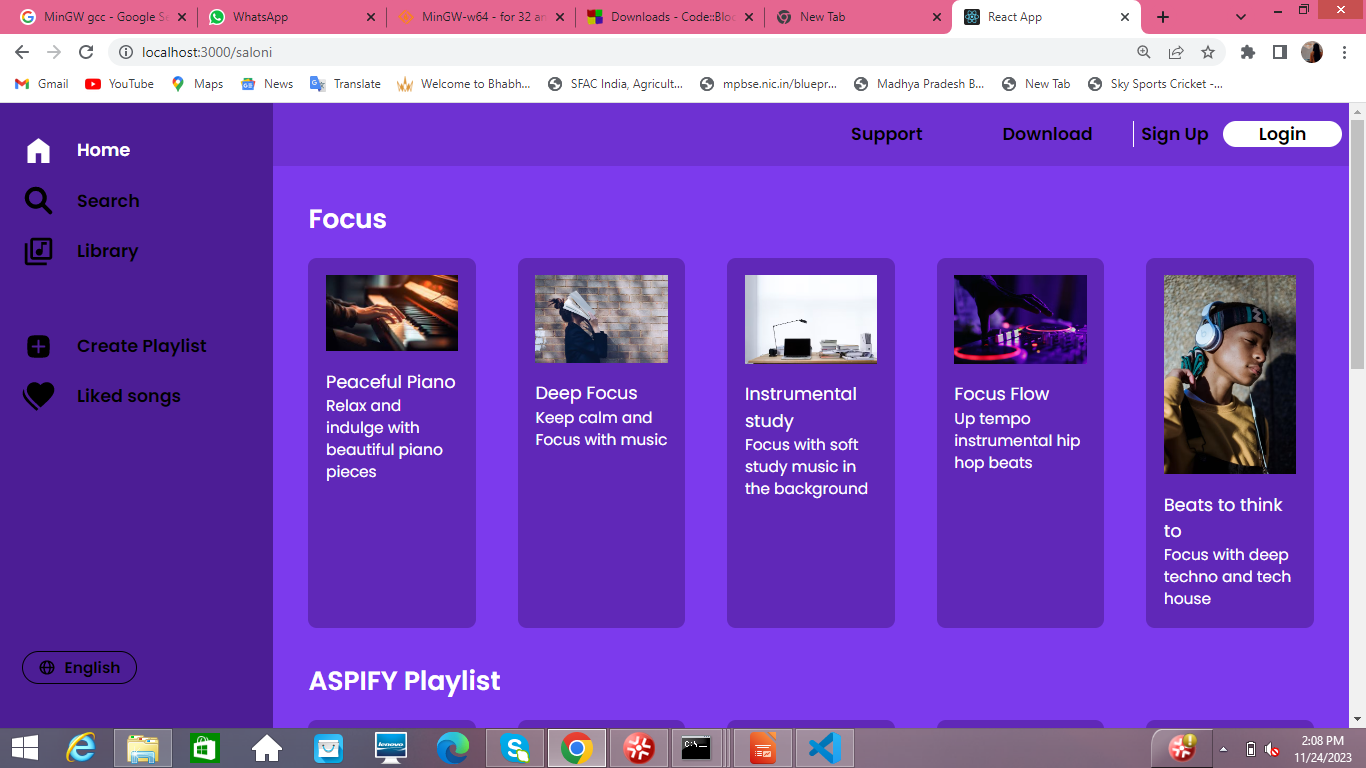 MinGW gcc - Google Se
WhatsApp
MinGW-w64 - for 32 an
Downloads - Code::Bloc
New Tab
React App
localhost:3000/saloni
Gmail
YouTube
Maps
News
Translate
Welcome to Bhabh...
SFAC India, Agricult...
mpbse.nic.in/bluepr...
Madhya Pradesh B...
New Tab
Sky Sports Cricket -...
Home
Search
Library
Create Playlist
Liked songs
English
Support
Download
Sign Up
Login
Focus
Peaceful Piano
Relax and
indulge with
beautiful piano
pieces
Deep Focus
Keep calm and
Focus with music
Instrumental
study
Focus with soft
study music in
the background
Focus Flow
Up tempo
instrumental hip
hop beats
Beats to think
to
Focus with deep
techno and tech
house
ASPIFY Playlist
lenovo
C:\_
2:08 PM
11/24/2023